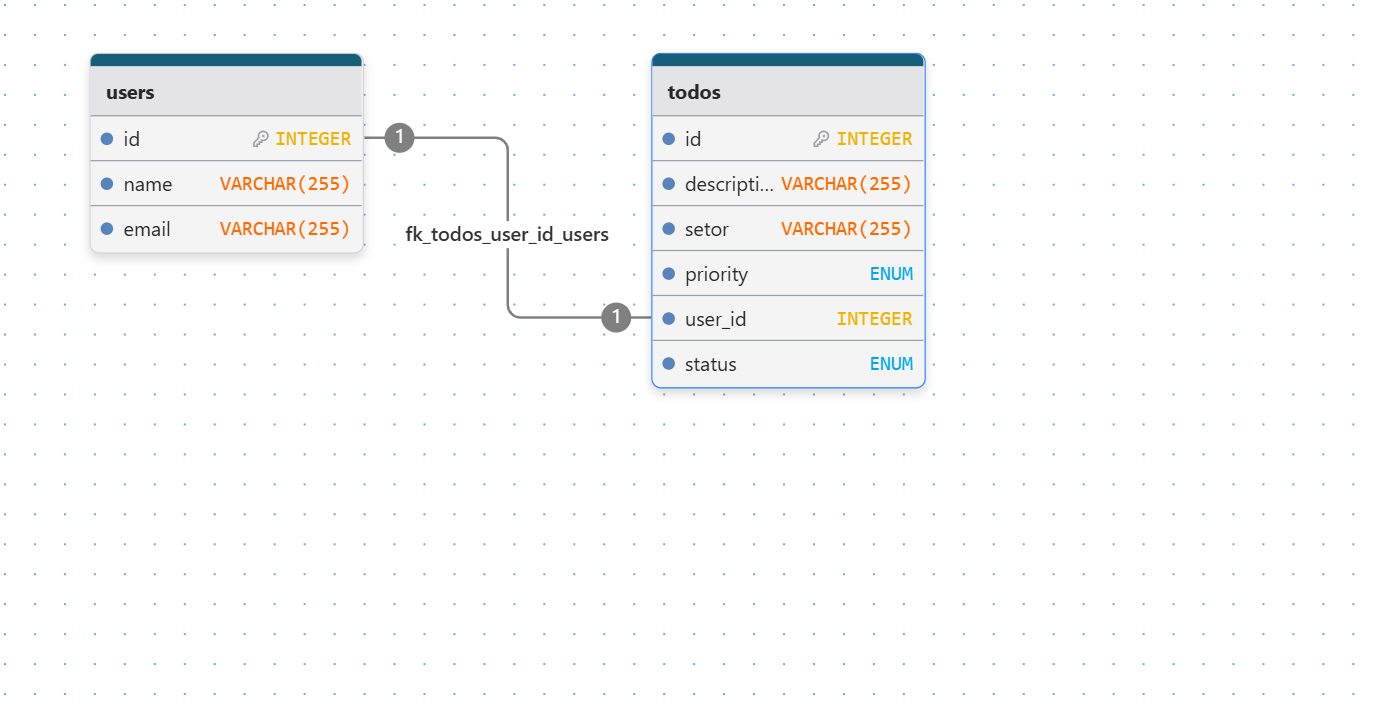 users
id INTEGER
name VARCHAR(255)
email VARCHAR(255)
1
fk_todos_user_id_users
1
todos
id INTEGER
descripti... VARCHAR(255)
setor VARCHAR(255)
priority ENUM
user_id INTEGER
status ENUM